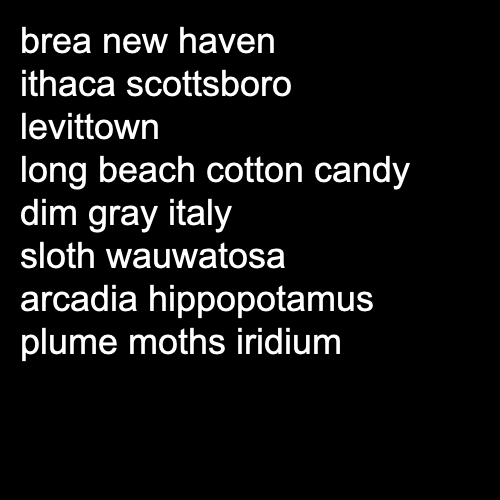 brea new haven
ithaca scottsboro
levittown
long beach cotton candy
dim gray italy
sloth wauwatosa
arcadia hippopotamus
plume moths iridium